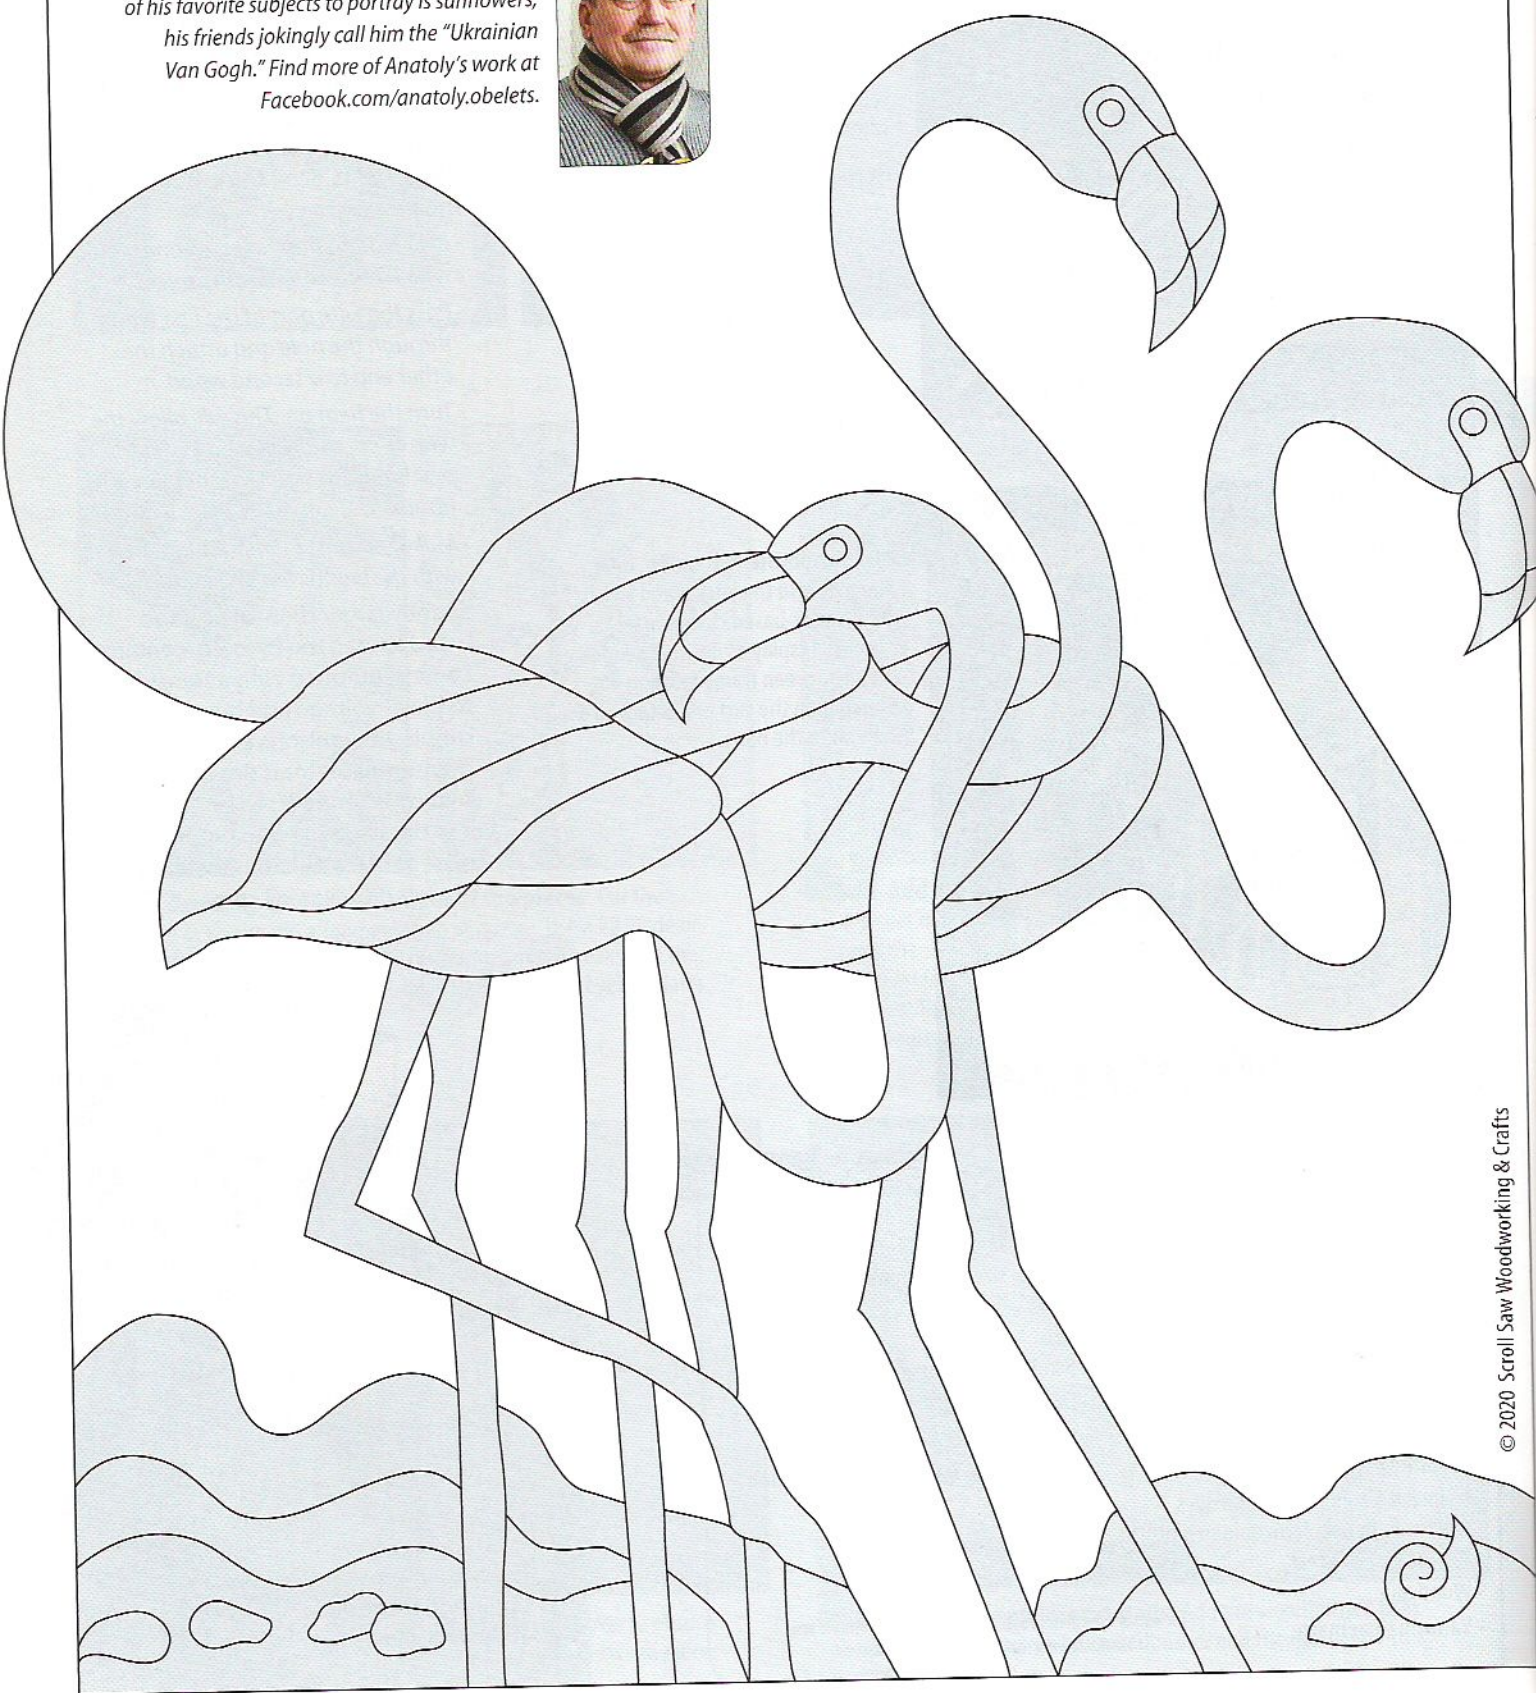 of his favorite subjects to portray is sunflowers,
his friends jokingly call him the “Ukrainian
Van Gogh.” Find more of Anatoly’s work at
Facebook.com/anatoly.obelets.
© 2020 Scroll Saw Woodworking & Crafts